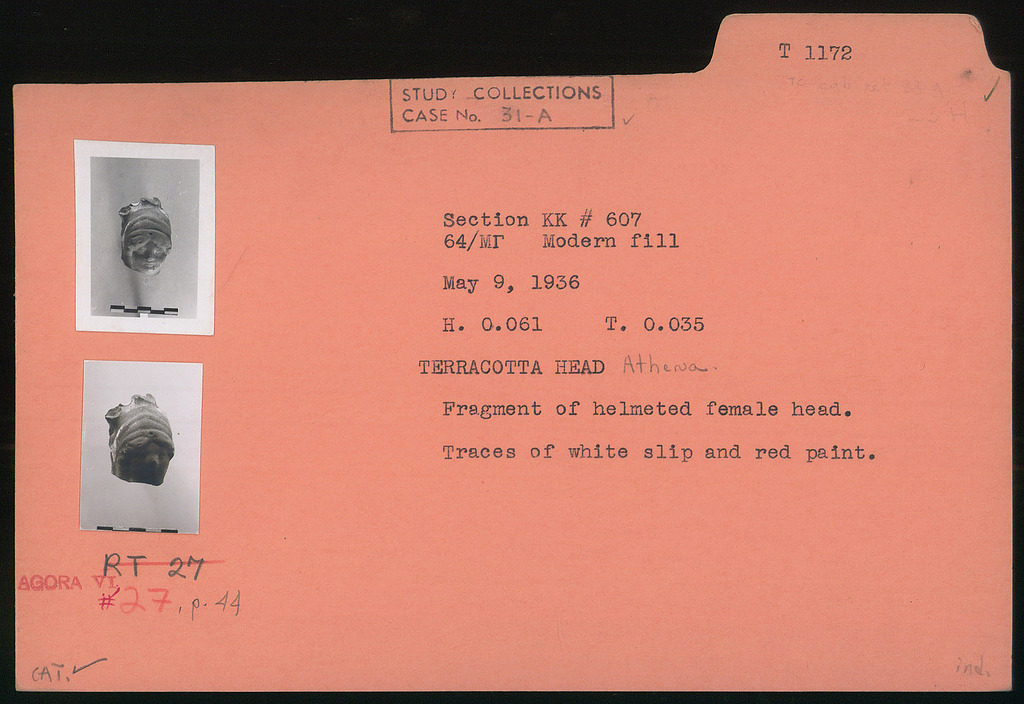 T 1172
STUDY COLLECTIONS
CASE No. 31-A
Section KK # 607
64/ΜΓ Modern fill
May 9, 1936
H. 0.061 T. 0.035
TERRACOTTA HEAD Athena.
Fragment of helmeted female head.
Traces of white slip and red paint.
RT 27
AGORA VI
#27, p. 44
CAT. ✓
ind.